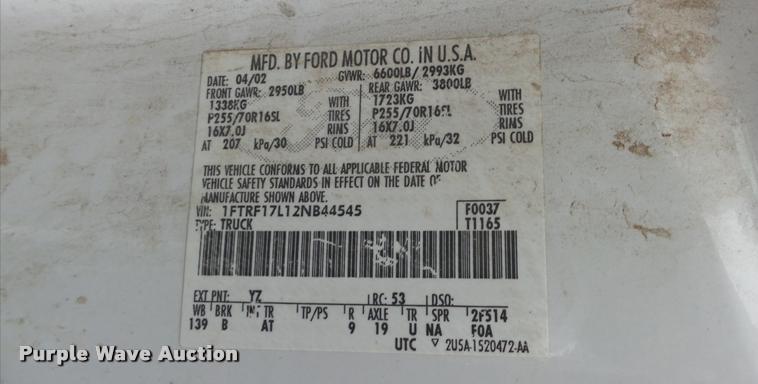 MFD. BY FORD MOTOR CO. iN U.S.A.
DATE: 04/02 GVWR: 6600LB/ 2993KG
FRONT GAWR: 2950LB REAR GAWR: 3800LB
1338KG WITH 1723KG WITH
P255/70R16SL TIRES P255/70R16SL TIRES
16X7.0J RIMS 16X7.0J RIMS
AT 207 kPa/30 PSI COLD AT 221 kPa/32 PSI COLD
THIS VEHICLE CONFORMS TO ALL APPLICABLE FEDERAL MOTOR
VEHICLE SAFETY STANDARDS IN EFFECT ON THE DATE OF
MANUFACTURE SHOWN ABOVE.
VIN: 1FTRF17L12NB44545 F0037
TYPE: TRUCK T1165
EXT PNT: YZ RC: 53 DSO:
WB BRK INT TR TP/PS R AXLE TR SPR 2F514
139 B AT 9 19 U NA FOA
UTC ▽ 2U5A-1520472-AA
Purple Wave Auction